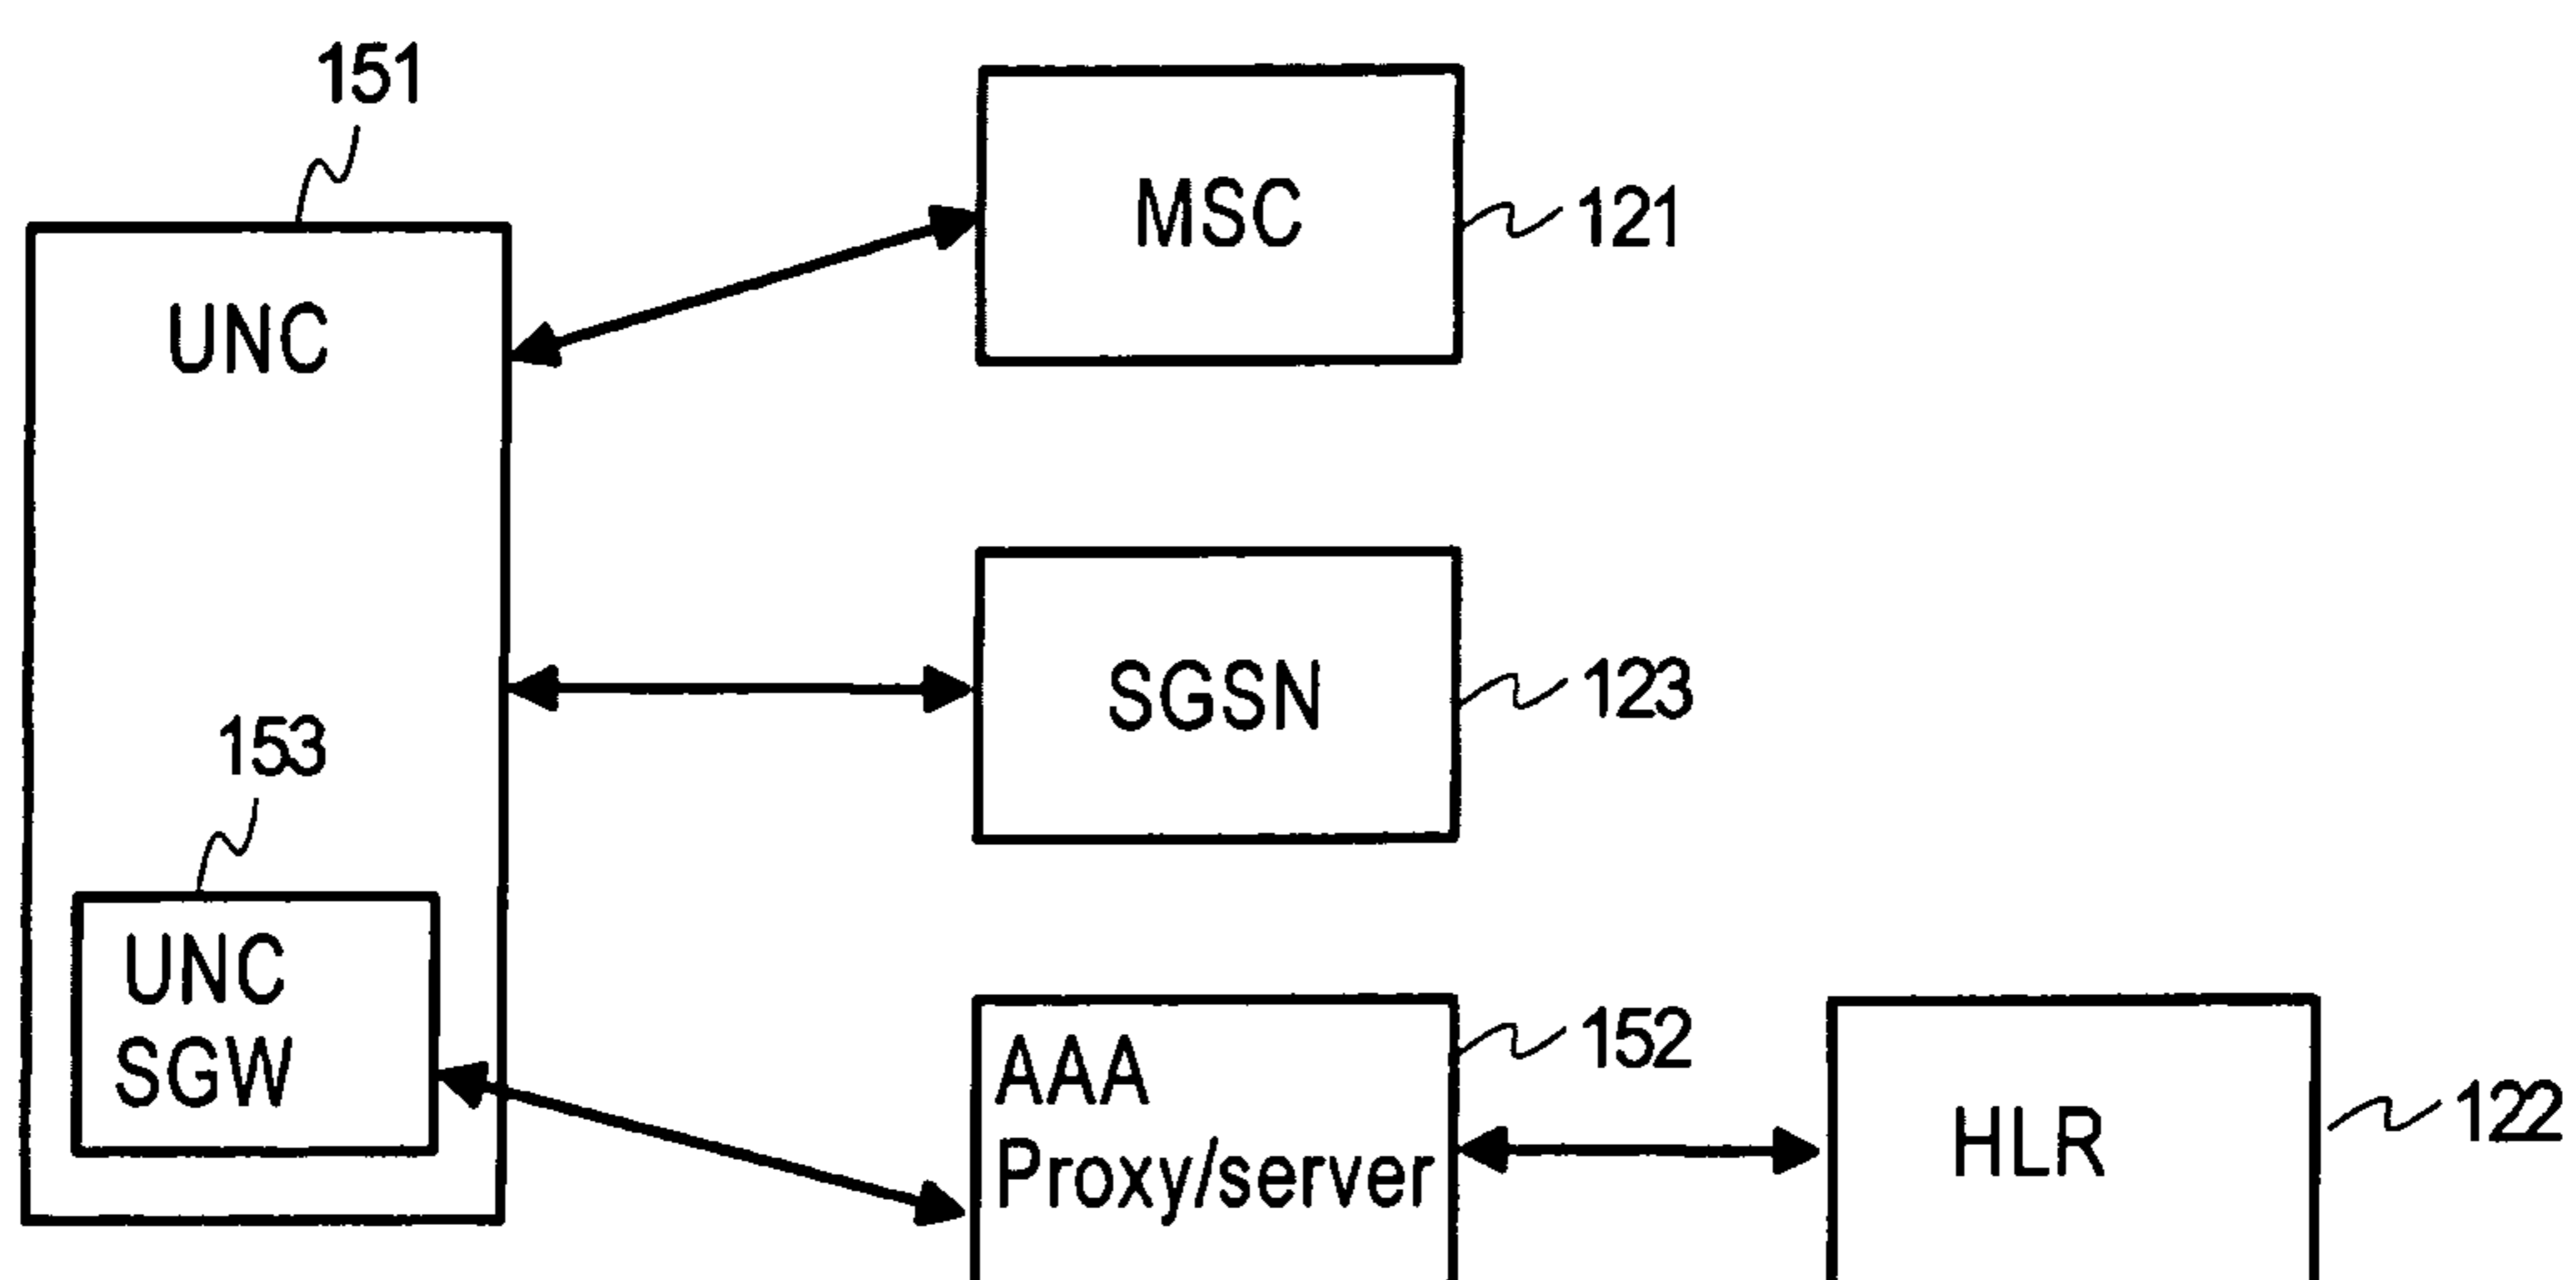 151
UNC
MSC
121
SGSN
123
153
UNC
SGW
AAA
Proxy/server
152
HLR
122